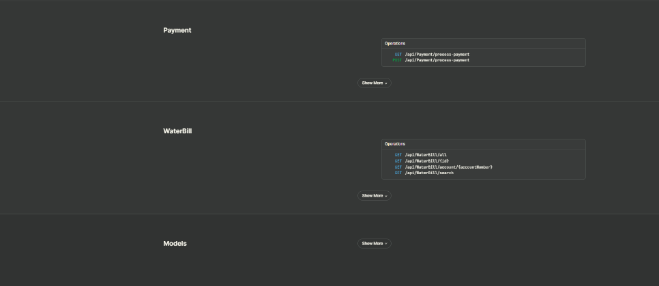 Payment
Operations
GET /api/Payment/process-payment
POST /api/Payment/process-payment
Show More
WaterBill
Operations
GET /api/WaterBill/all
GET /api/WaterBill/{id}
GET /api/WaterBill/account/{accountNumber}
GET /api/WaterBill/search
Show More
Models
Show More